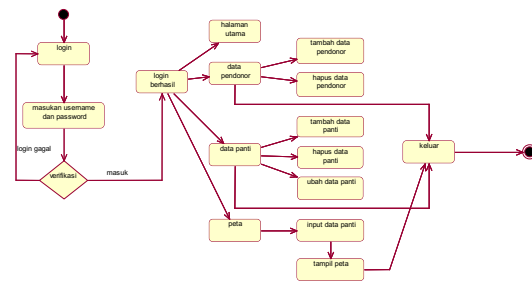 login
masukan username
dan password
login gagal
verifikasi
masuk
login
berhasil
halaman
utama
data
pendonor
tambah data
pendonor
hapus data
pendonor
data panti
tambah data
panti
hapus data
panti
ubah data panti
keluar
peta
input data panti
tampil peta